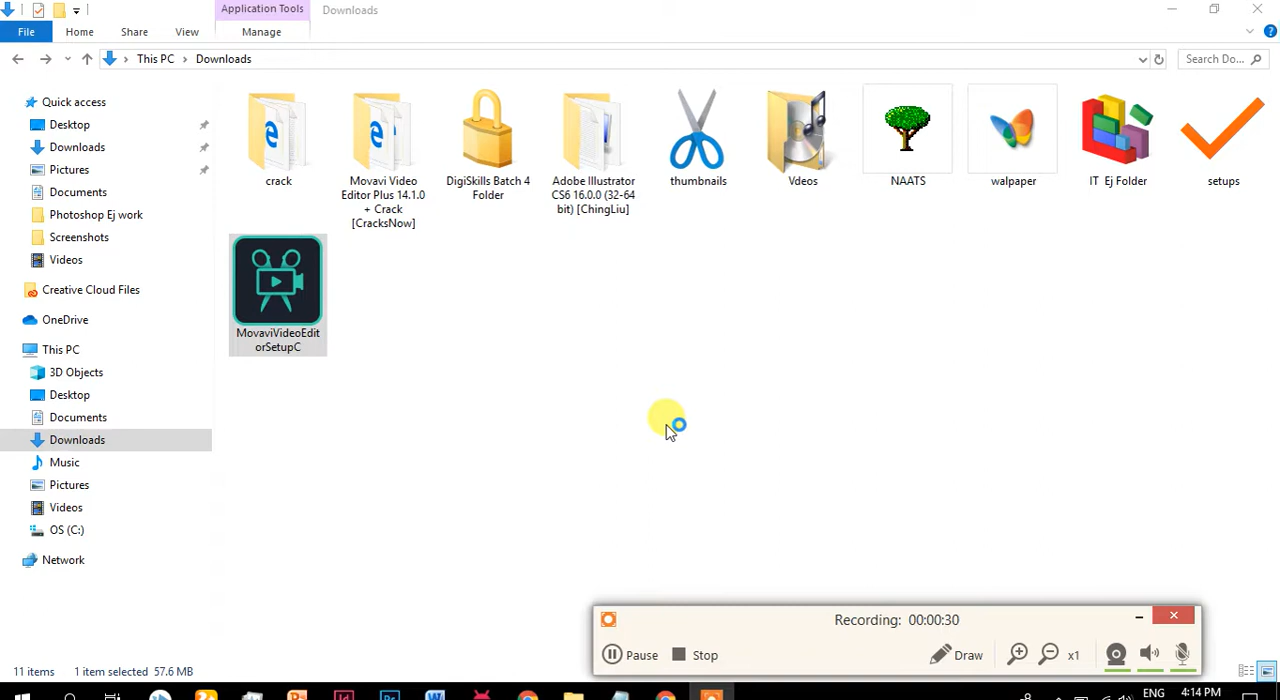 Application Tools
Downloads
File
Home
Share
View
Manage
This PC
Downloads
Search Do...
Quick access
Desktop
Downloads
Pictures
Documents
Photoshop Ej work
Screenshots
Videos
Creative Cloud Files
OneDrive
This PC
3D Objects
Desktop
Documents
Downloads
Music
Pictures
Videos
OS (C:)
Network
crack
Movavi Video
Editor Plus 14.1.0
+ Crack
[CracksNow]
DigiSkills Batch 4
Folder
Adobe Illustrator
CS6 16.0.0 (32-64
bit) [ChingLiu]
thumbnails
Vdeos
NAATS
walpaper
IT Ej Folder
setups
MovaviVideoEdit
orSetupC
Recording: 00:00:30
Pause
Stop
Draw
x1
11 items
1 item selected 57.6 MB
ENG
4:14 PM